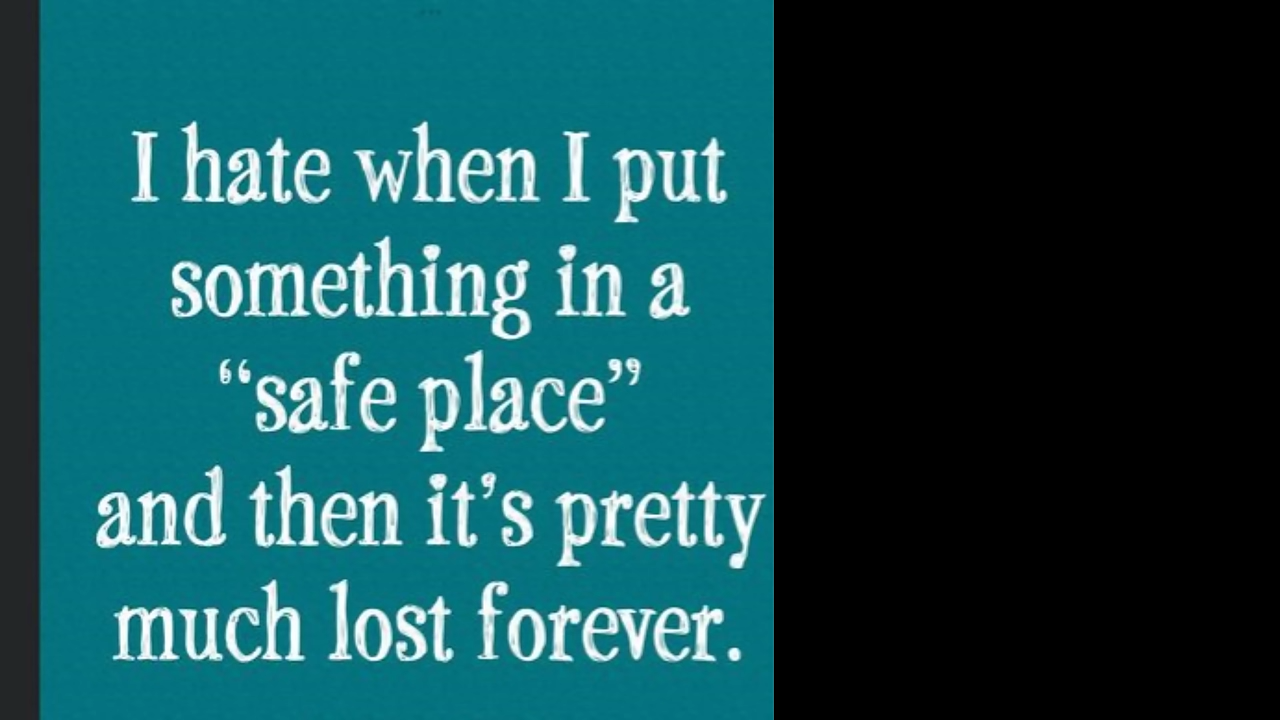 I hate when I put
something in a
“safe place”
and then it’s pretty
much lost forever.